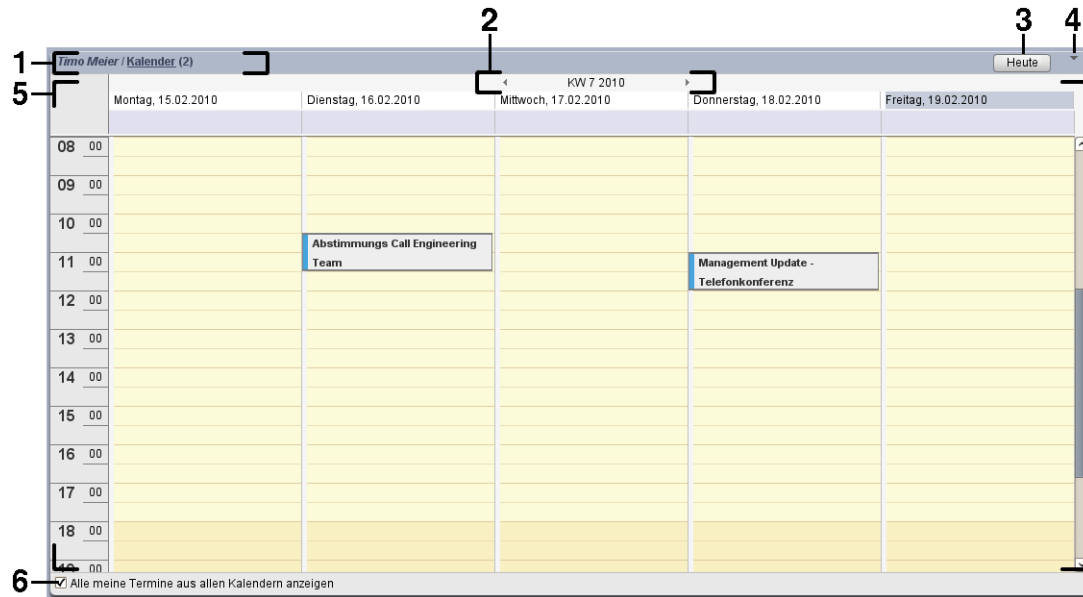 2
3
4
1
Timo Meier / Kalender (2)
Heute
5
KW 7 2010
Montag, 15.02.2010
Dienstag, 16.02.2010
Mittwoch, 17.02.2010
Donnerstag, 18.02.2010
Freitag, 19.02.2010
08 00
09 00
10 00
Abstimmungs Call Engineering
Team
11 00
Management Update -
Telefonkonferenz
12 00
13 00
14 00
15 00
16 00
17 00
18 00
19 00
6
Alle meine Termine aus allen Kalendern anzeigen